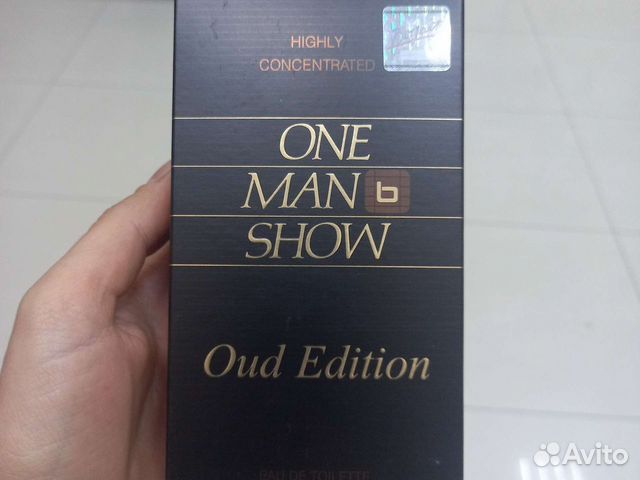 HIGHLY
CONCENTRATED
ONE
MAN b
SHOW
Oud Edition
EAU DE TOILETTE
Avito